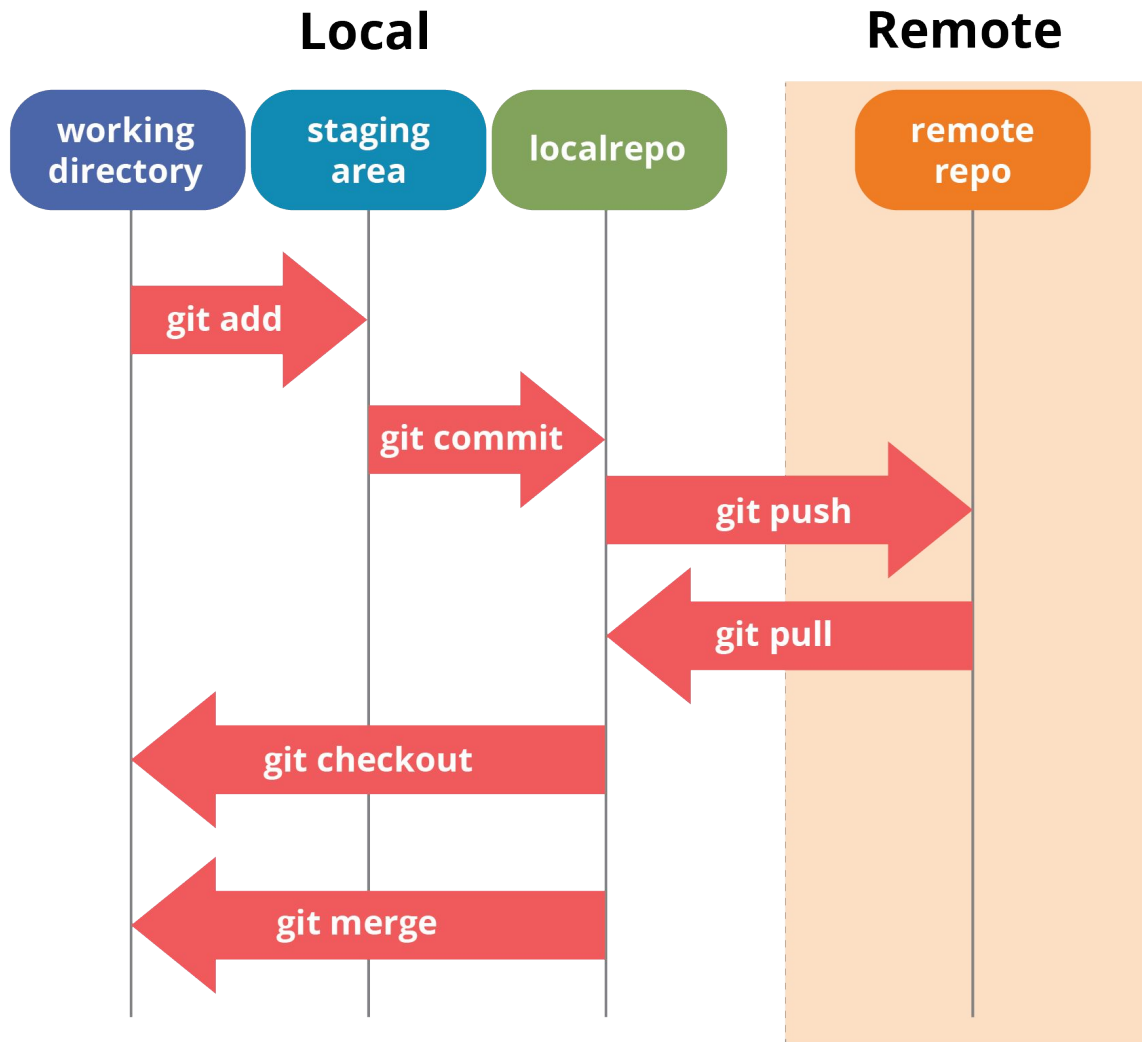 Local
Remote
working
directory
staging
area
localrepo
remote
repo
git add
git commit
git push
git pull
git checkout
git merge